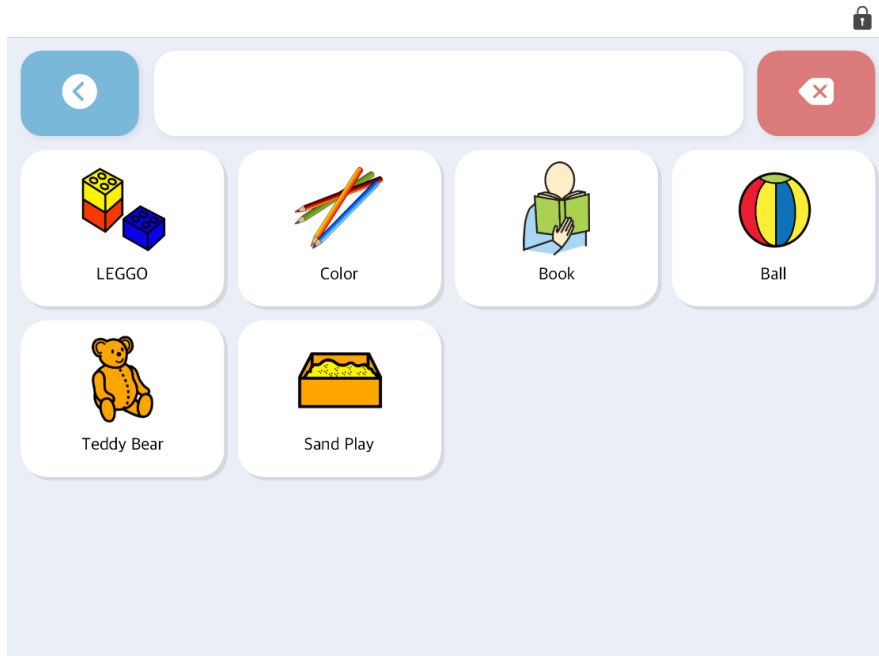 LEGGO
Color
Book
Ball
Teddy Bear
Sand Play